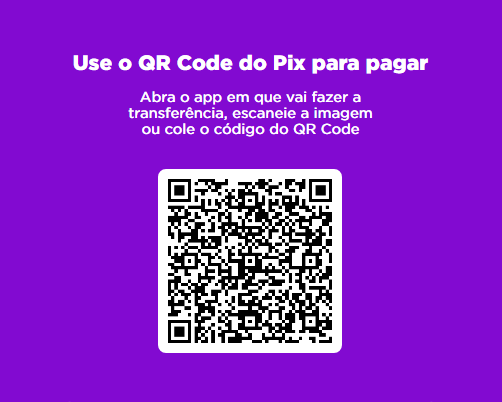 Use o QR Code do Pix para pagar
Abra o app em que vai fazer a
transferência, escaneie a imagem
ou cole o código do QR Code